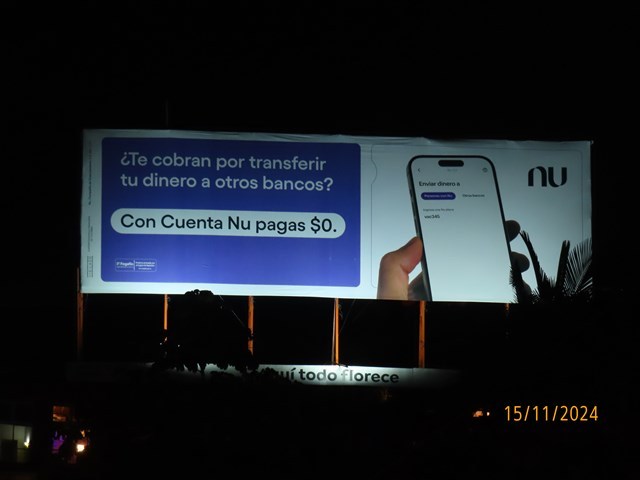 ¿Te cobran por transferir
tu dinero a otros bancos?
Con Cuenta Nu pagas $0.
nu
Enviar dinero a
uí todo florece
15/11/2024